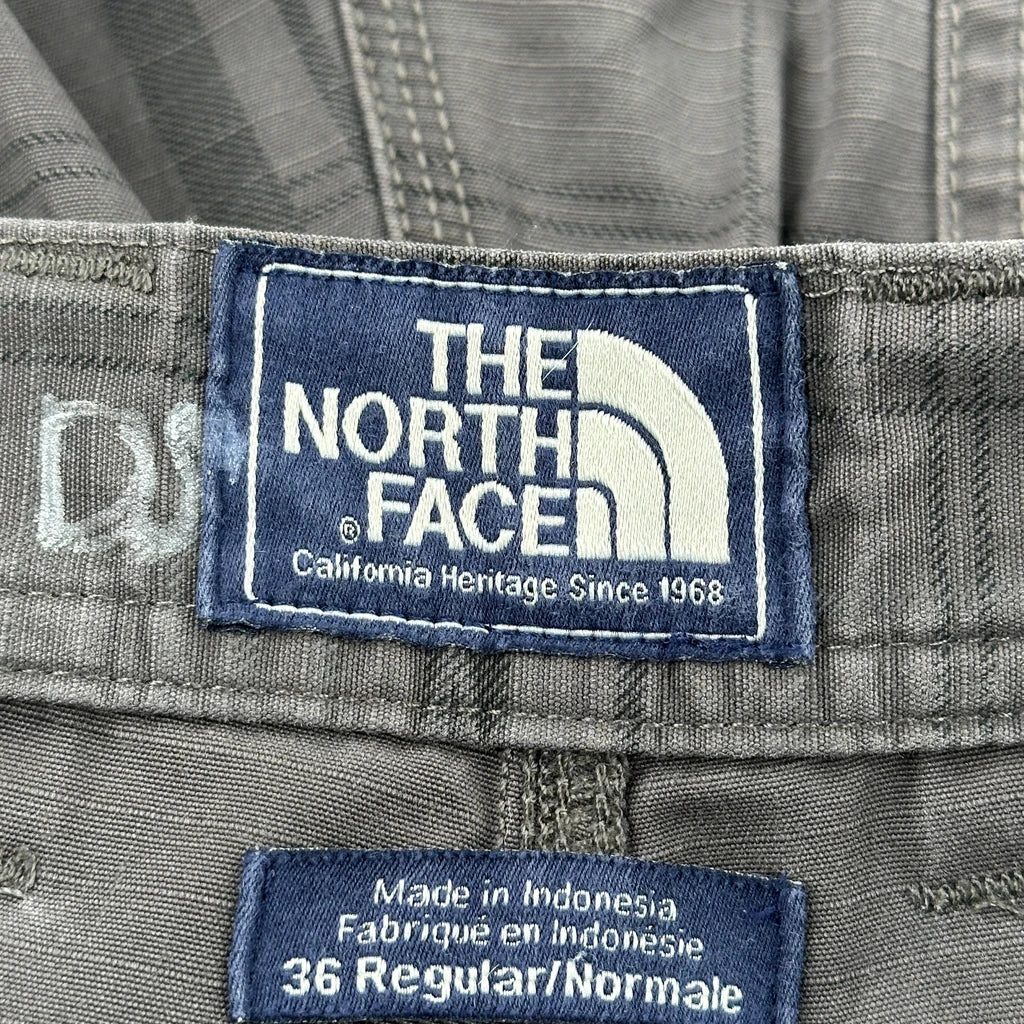 THE
NORTH
FACE
®
California Heritage Since 1968
Made in Indonesia
Fabriqué en Indonésie
36 Regular/Normale